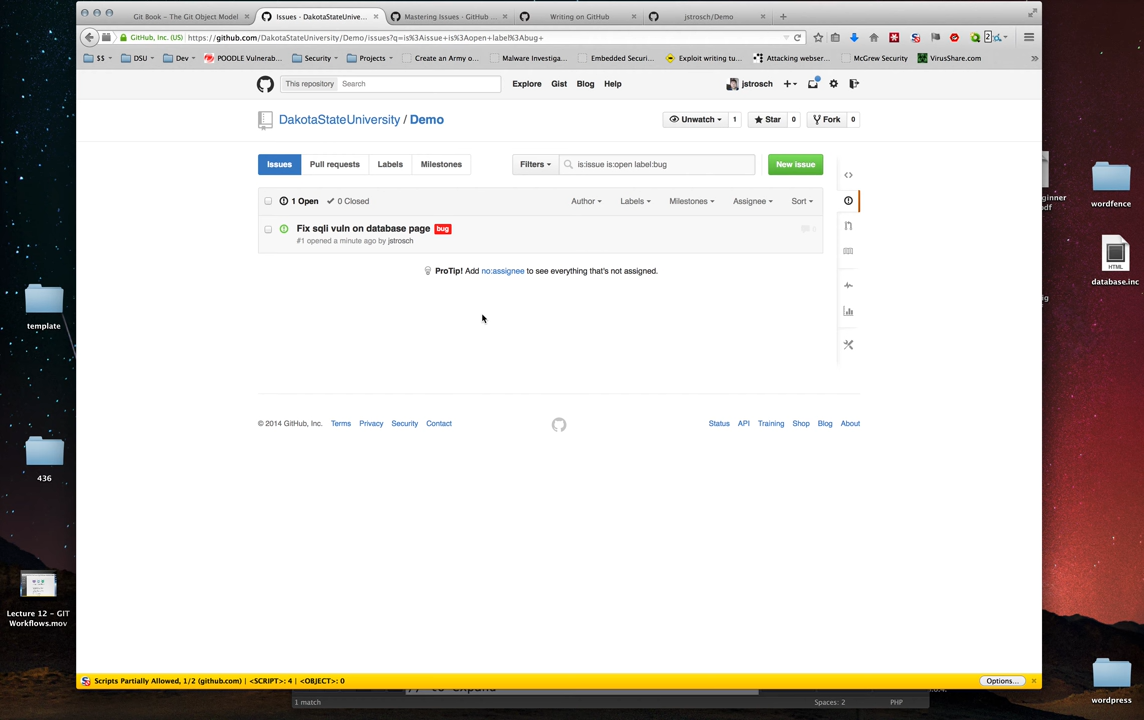 Git Book - The Git Object Model
Issues - DakotaStateUnive...
Mastering Issues - GitHub ...
Writing on GitHub
jstrosch/Demo
GitHub, Inc. (US)
https://github.com/DakotaStateUniversity/Demo/issues?q=is%3Aissue+is%3Aopen+label%3Abug+
$$
DSU
Dev
POODLE Vulnerab...
Security
Projects
Create an Army o...
Malware Investiga...
Embedded Securi...
Exploit writing tu...
Attacking webser...
McGrew Security
VirusShare.com
This repository
Search
Explore
Gist
Blog
Help
jstrosch
DakotaStateUniversity / Demo
Unwatch
1
Star
0
Fork
0
Issues
Pull requests
Labels
Milestones
Filters
is:issue is:open label:bug
New issue
1 Open
0 Closed
Author
Labels
Milestones
Assignee
Sort
Fix sqli vuln on database page bug
#1 opened a minute ago by jstrosch
ProTip! Add no:assignee to see everything that's not assigned.
© 2014 GitHub, Inc.
Terms
Privacy
Security
Contact
Status
API
Training
Shop
Blog
About
Scripts Partially Allowed, 1/2 (github.com) | <SCRIPT>: 4 | <OBJECT>: 0
Options...
1 match
Spaces: 2
PHP
template
436
Lecture 12 - GIT
Workflows.mov
wordfence
HTML
database.inc
wordpress